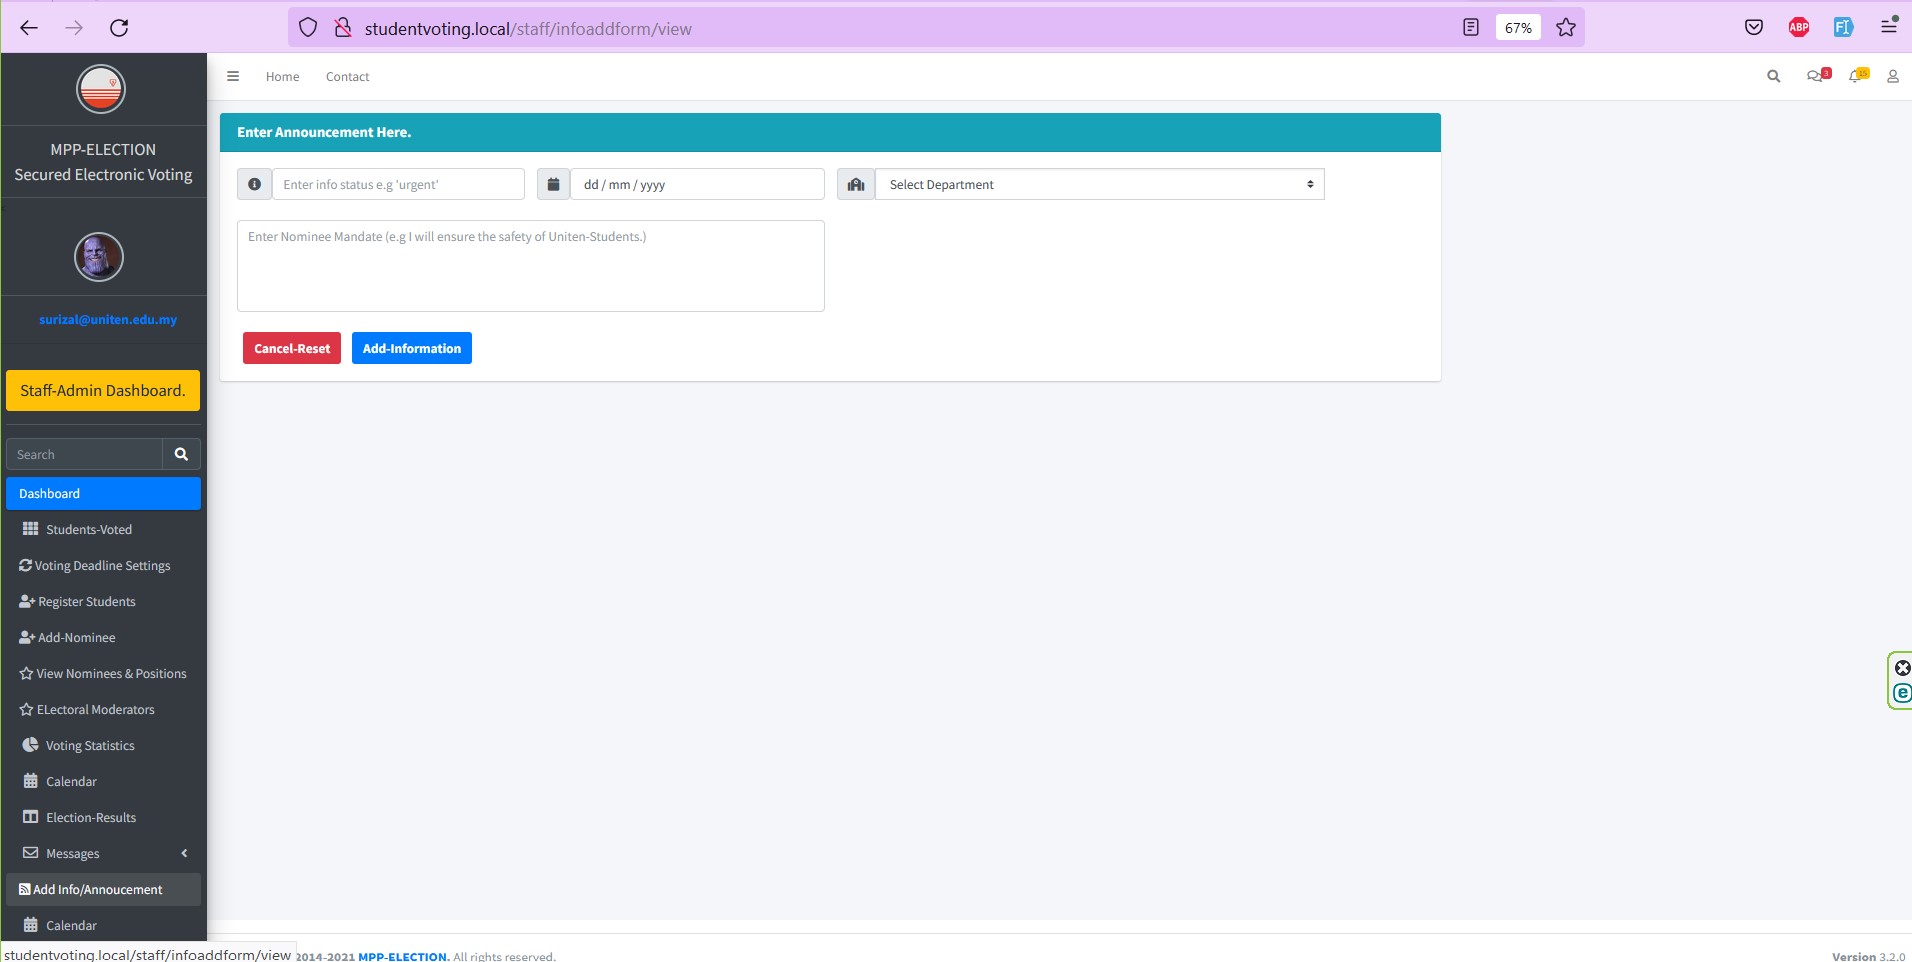 studentvoting.local/staff/infoaddform/view
67%
ABP
MPP-ELECTION
Secured Electronic Voting
surizal@uniten.edu.my
Staff-Admin Dashboard.
Search
Dashboard
Students-Voted
Voting Deadline Settings
Register Students
Add-Nominee
View Nominees & Positions
ELectoral Moderators
Voting Statistics
Calendar
Election-Results
Messages
Add Info/Annoucement
Calendar
studentvoting.local/staff/infoaddform/view
Home Contact
3 15
Enter Announcement Here.
Enter info status e.g 'urgent' dd / mm / yyyy Select Department
Enter Nominee Mandate (e.g I will ensure the safety of Uniten-Students.)
Cancel-Reset Add-Information
2014-2021 MPP-ELECTION. All rights reserved. Version 3.2.0